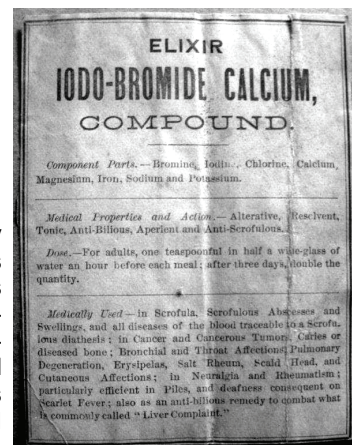 ELIXIR
IODO-BROMIDE CALCIUM,
COMPOUND.
Component Parts.—Bromine, Iodine, Chlorine, Calcium
Magnesium, Iron, Sodium and Potassium.
Medical Properties and Action.—Alterative, Resolvent,
Tonic, Anti-Bilious, Aperient and Anti-Scrofulous.
Dose.—For adults, one teaspoonful in half a wine-glass of
water an hour before each meal; after three days, double the
quantity.
Medically Used—in Scrofula, Scrofulous Abscesses and
Swellings, and all diseases of the blood traceable to a Scrofu-
lous diathesis; in Cancer and Cancerous Tumors, Caries or
diseased bone; Bronchial and Throat Affections, Pulmonary
Degeneration, Erysipelas, Salt Rheum, Scald Head, and
Cutaneous Affections; in Neuralgia and Rheumatism;
particularly efficient in Piles, and deafness consequent on
Scarlet Fever; also as an anti-bilious remedy to combat what
is commonly called "Liver Complaint."